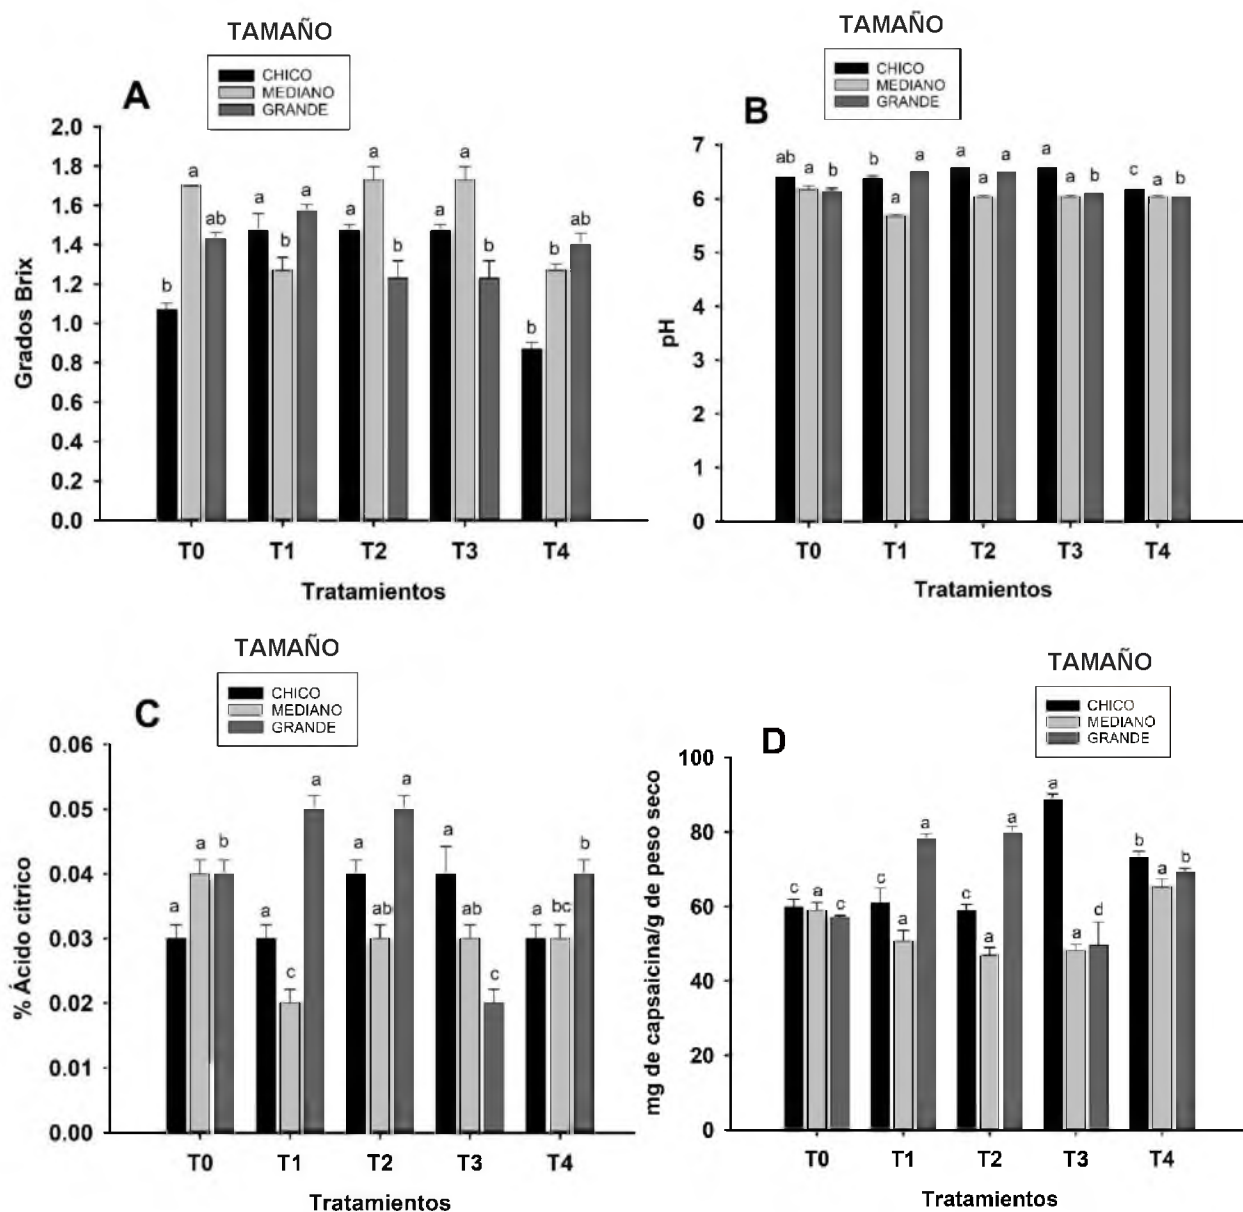 TAMAÑO
CHICO
MEDIANO
GRANDE
A
2.0
1.8
1.6
1.4
1.2
1.0
0.8
0.6
0.4
0.2
0.0
Grados Brix
b a ab
a b a
a a b
a a b
b b ab
T0 T1 T2 T3 T4
Tratamientos
TAMAÑO
CHICO
MEDIANO
GRANDE
B
7
6
5
4
3
2
1
0
pH
ab a b
b a a
a a a
a a b
c a b
T0 T1 T2 T3 T4
Tratamientos
TAMAÑO
CHICO
MEDIANO
GRANDE
C
0.06
0.05
0.04
0.03
0.02
0.01
0.00
% Ácido cítrico
a a b
a c a
a ab a
a ab c
a bc b
T0 T1 T2 T3 T4
Tratamientos
TAMAÑO
CHICO
MEDIANO
GRANDE
D
100
80
60
40
20
0
mg de capsaicina/g de peso seco
c a c
c a a
c a a
a a d
b a b
T0 T1 T2 T3 T4
Tratamientos